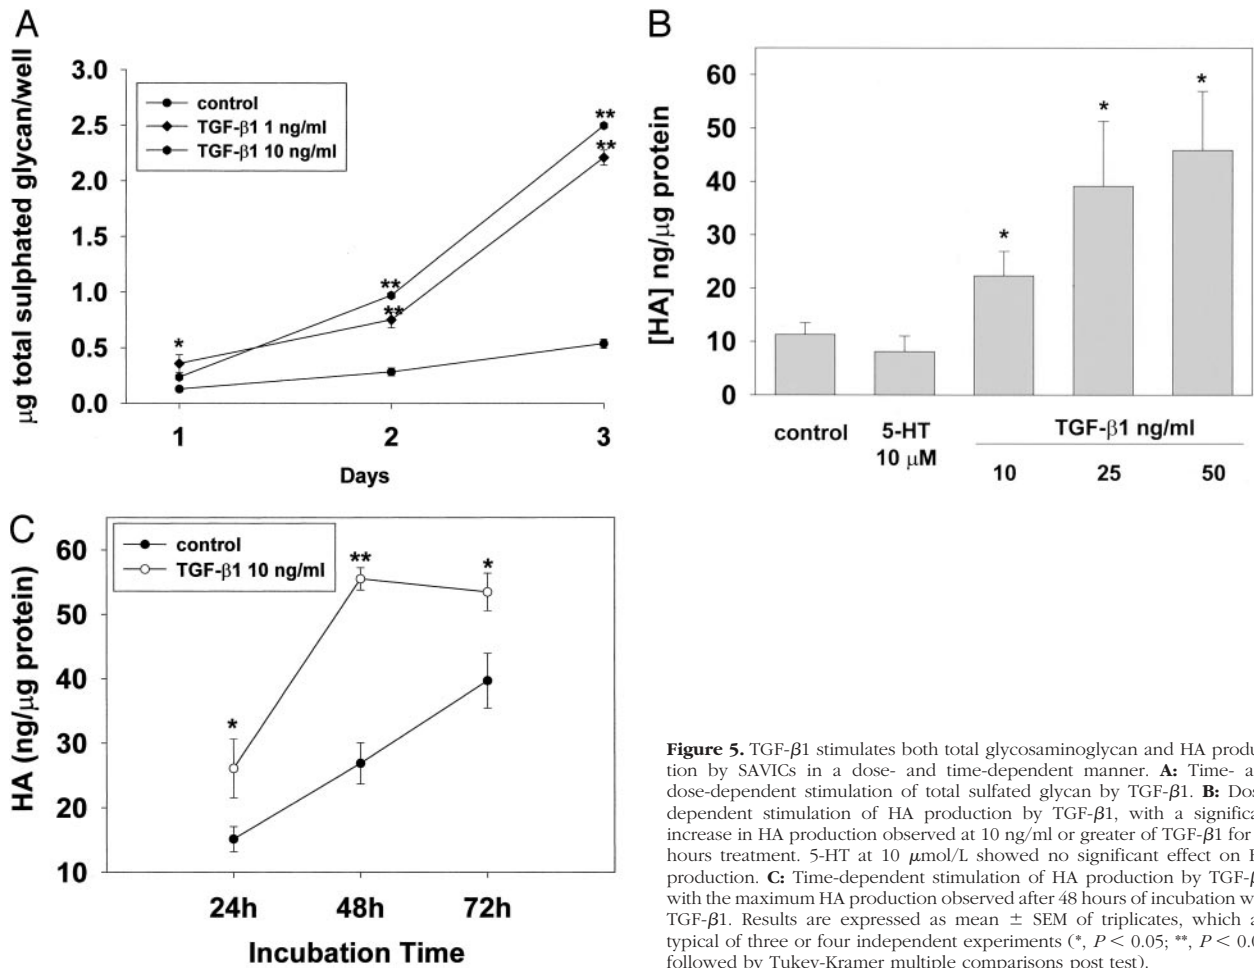 A
μg total sulphated glycan/well
3.0
2.5
2.0
1.5
1.0
0.5
0.0
control
TGF-β1 1 ng/ml
TGF-β1 10 ng/ml
*
**
**
**
**
1 2 3
Days
B
[HA] ng/μg protein
60
50
40
30
20
10
0
*
*
*
control
5-HT
10 μM
TGF-β1 ng/ml
10 25 50
C
HA (ng/μg protein)
60
50
40
30
20
10
control
TGF-β1 10 ng/ml
*
**
*
24h 48h 72h
Incubation Time
Figure 5. TGF-β1 stimulates both total glycosaminoglycan and HA produ
tion by SAVICs in a dose- and time-dependent manner. A: Time- a
dose-dependent stimulation of total sulfated glycan by TGF-β1. B: Dos
dependent stimulation of HA production by TGF-β1, with a significa
increase in HA production observed at 10 ng/ml or greater of TGF-β1 for
hours treatment. 5-HT at 10 μmol/L showed no significant effect on
production. C: Time-dependent stimulation of HA production by
with the maximum HA production observed after 48 hours of incubation w
TGF-β1. Results are expressed as mean ± SEM of triplicates, which a
typical of three or four independent experiments (*, P < 0.05; **, P < 0.0
followed by Tukey-Kramer multiple comparisons post test).